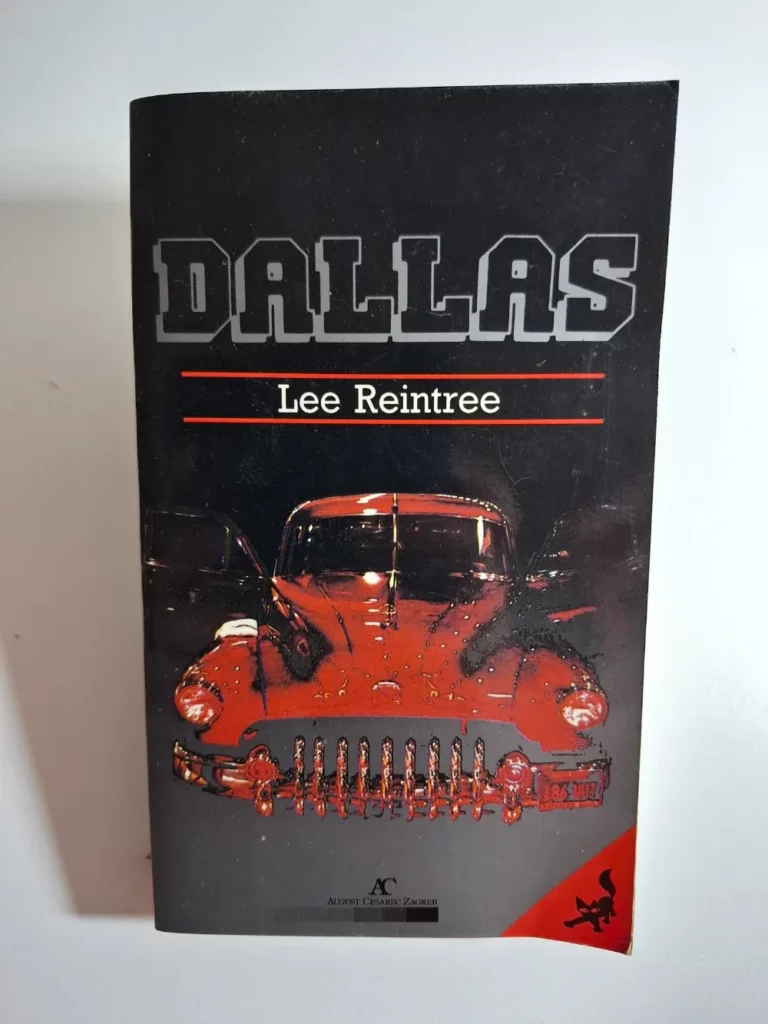 DALLAS
Lee Reintree
AC
AUGUST CESAREC ZAGREB